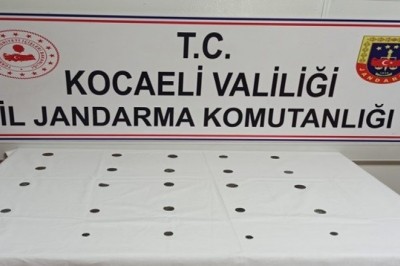 T.C.
KOCAELİ VALİLİĞİ
İL JANDARMA KOMUTANLIĞI